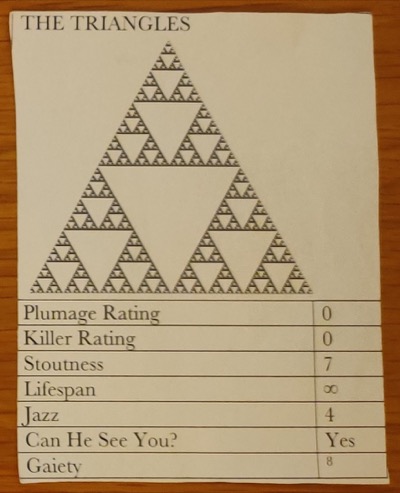 THE TRIANGLES
Plumage Rating 0
Killer Rating 0
Stoutness 7
Lifespan ∞
Jazz 4
Can He See You? Yes
Gaiety 8